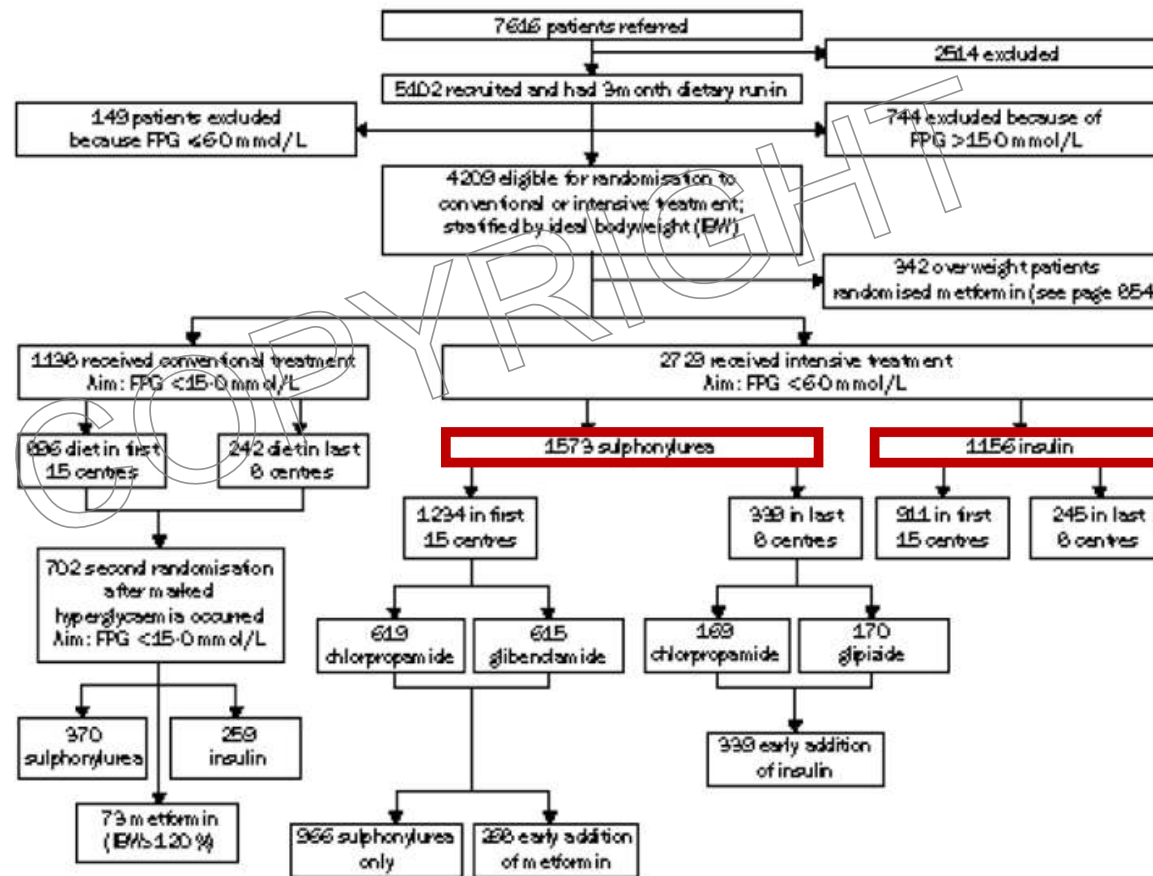 7616 patients referred
2514 excluded
5102 recruited and had 3-month dietary run in
149 patients excluded
because FPG <6·0 mmol/L
744 excluded because of
FPG >15·0 mmol/L
4209 eligible for randomisation to
conventional or intensive treatment;
stratified by ideal bodyweight (IBW)
342 overweight patients
randomised metformin (see page 854
1138 received conventional treatment
Aim: FPG <15·0 mmol/L
2729 received intensive treatment
Aim: FPG <6·0 mmol/L
896 diet in first
15 centres
242 diet in last
8 centres
1573 sulphonylurea
1156 insulin
1234 in first
15 centres
339 in last
8 centres
911 in first
15 centres
245 in last
8 centres
702 second randomisation
after marked
hyperglycaemia occurred
Aim: FPG <15·0 mmol/L
619
chlorpropamide
615
glibenclamide
169
chlorpropamide
170
glipizide
370
sulphonylurea
259
insulin
339 early addition
of insulin
73 metformin
(IBW>120%)
966 sulphonylurea
only
268 early addition
of metformin
COPYRIGHT